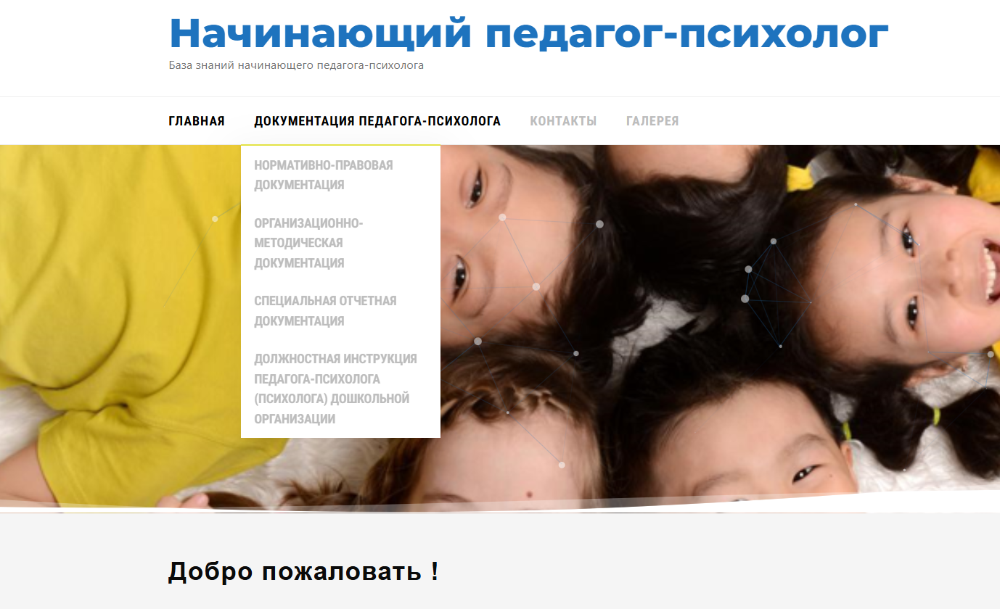 Начинающий педагог-психолог
База знаний начинающего педагога-психолога
ГЛАВНАЯ ДОКУМЕНТАЦИЯ ПЕДАГОГА-ПСИХОЛОГА КОНТАКТЫ ГАЛЕРЕЯ
НОРМАТИВНО-ПРАВОВАЯ
ДОКУМЕНТАЦИЯ
ОРГАНИЗАЦИОННО-
МЕТОДИЧЕСКАЯ
ДОКУМЕНТАЦИЯ
СПЕЦИАЛЬНАЯ ОТЧЕТНАЯ
ДОКУМЕНТАЦИЯ
ДОЛЖНОСТНАЯ ИНСТРУКЦИЯ
ПЕДАГОГА-ПСИХОЛОГА
(ПСИХОЛОГА) ДОШКОЛЬНОЙ
ОРГАНИЗАЦИИ
Добро пожаловать !